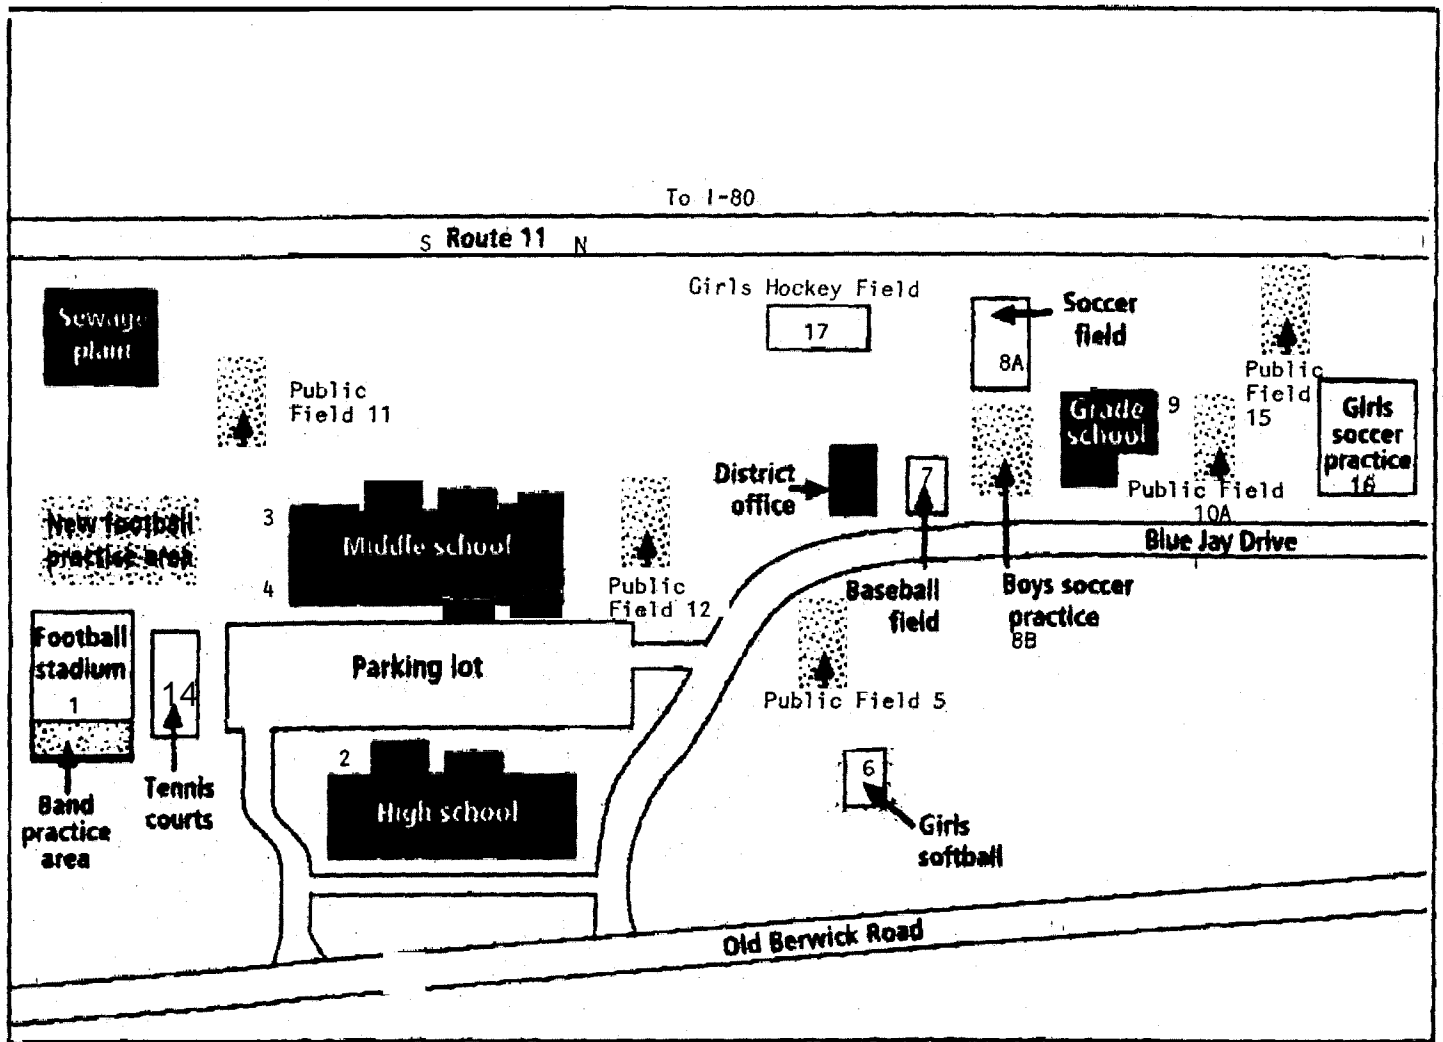 To I-80
S Route 11 N
Girls Hockey Field
17
Soccer
field
8A
Sewage
plant
Public
Field 11
Public
Field
15
Girls
soccer
practice
16
Grade
school
9
Public Field
10A
District
office
7
New football
practice area
3
Middle school
4
Public
Field 12
Blue Jay Drive
Baseball
field
Boys soccer
practice
8B
Football
stadium
1
14
Parking lot
Public Field 5
2
High school
6
Girls
softball
Band
practice
area
Tennis
courts
Old Berwick Road